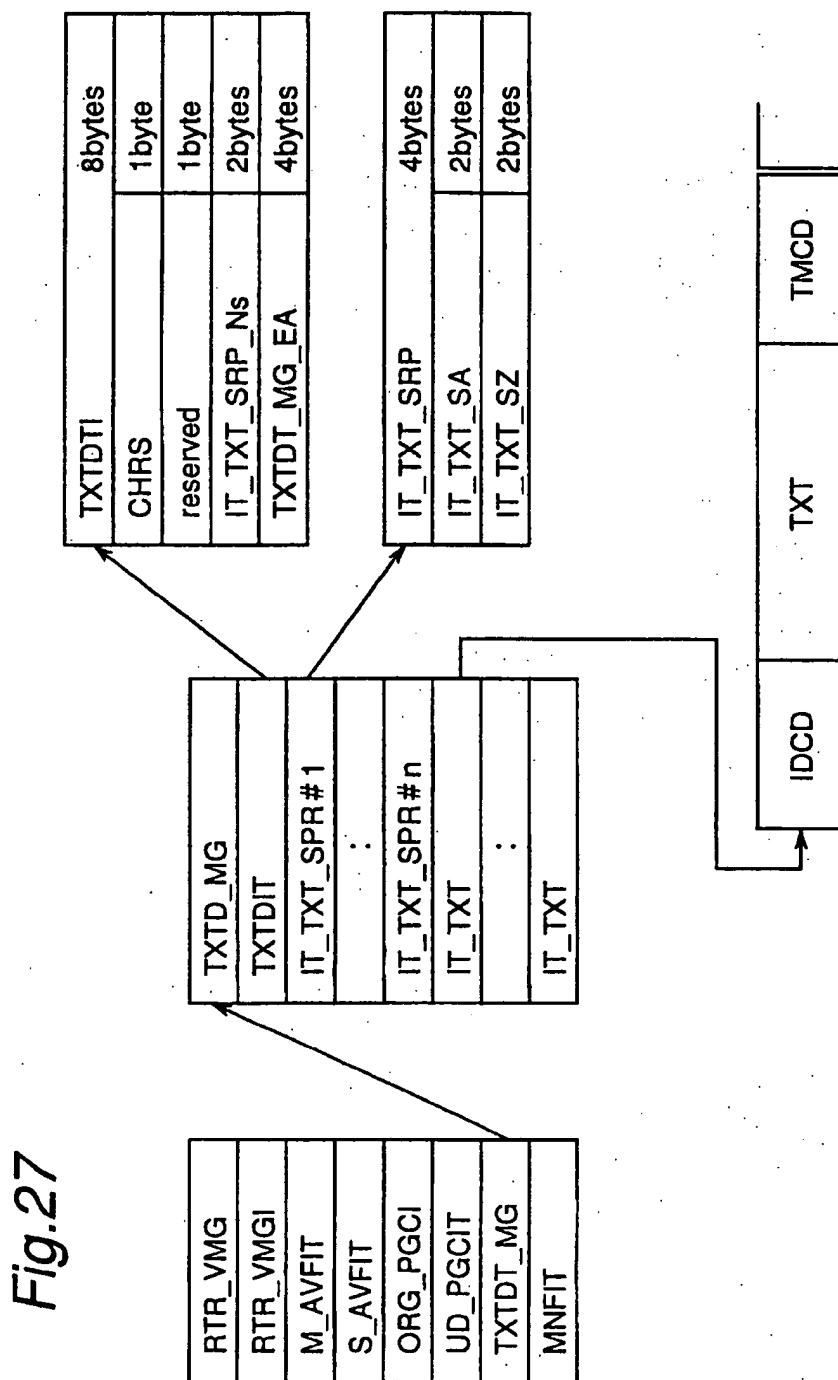 Fig.27
RTR_VMG
RTR_VMGI
M_AVFIT
S_AVFIT
ORG_PGCI
UD_PGCIT
TXTDT_MG
MNFIT
TXTD_MG
TXTDIT
IT_TXT_SPR#1
:
IT_TXT_SPR#n
IT_TXT
:
IT_TXT
TXTDTI 8bytes
CHRS 1byte
reserved 1byte
IT_TXT_SRP_Ns 2bytes
TXTDT_MG_EA 4bytes
IT_TXT_SRP 4bytes
IT_TXT_SA 2bytes
IT_TXT_SZ 2bytes
IDCD TXT TMCD